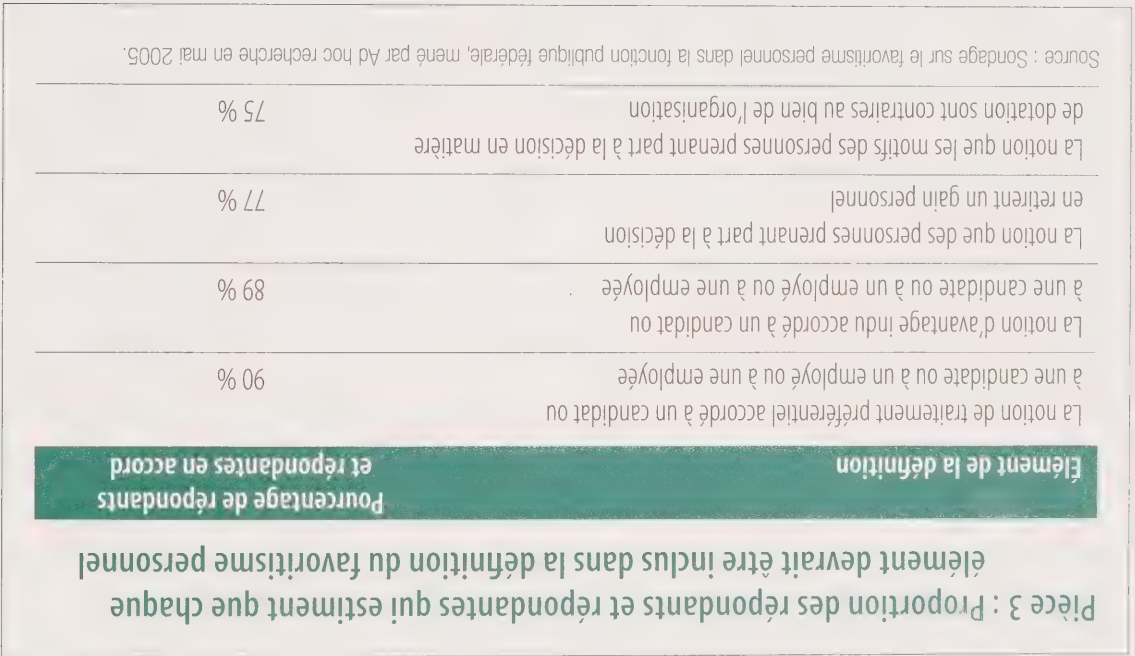 Pièce 3 : Proportion des répondants et répondantes qui estiment que chaque
élément devrait être inclus dans la définition du favoritisme personnel
Élément de la définition
Pourcentage de répondants
et répondantes en accord
La notion de traitement préférentiel accordé à un candidat ou
à une candidate ou à un employé ou à une employée
90 %
La notion d'avantage indu accordé à un candidat ou
à une candidate ou à un employé ou à une employée
89 %
La notion que des personnes prenant part à la décision
en retirent un gain personnel
77 %
La notion que les motifs des personnes prenant part à la décision en matière
de dotation sont contraires au bien de l'organisation
75 %
Source : Sondage sur le favoritisme personnel dans la fonction publique fédérale, mené par Ad hoc recherche en mai 2005.